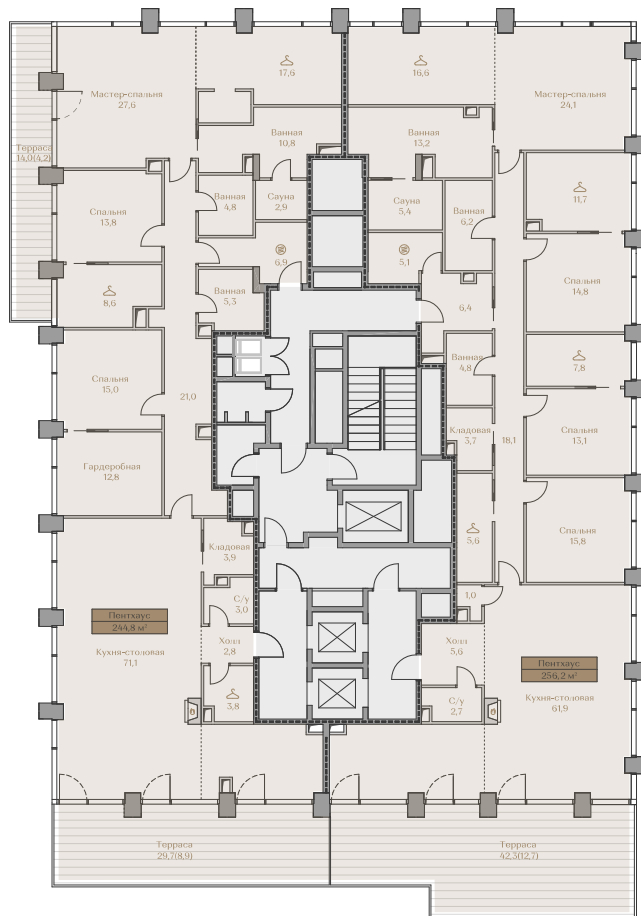 17,6
16,6
Мастер-спальня
27,6
Мастер-спальня
24,1
Ванная
10,8
Ванная
13,2
Терраса
14,0(4,2)
Сауна
2,9
Сауна
5,4
Ванная
4,8
Ванная
6,2
11,7
Спальня
13,8
6,9
5,1
8,6
Ванная
5,3
6,4
Спальня
14,8
Спальня
15,0
Ванная
4,8
7,8
21,0
Кладовая
3,7
18,1
Спальня
13,1
Гардеробная
12,8
5,6
Спальня
15,8
Кладовая
3,9
С/у
3,0
1,0
Пентхаус
244,8 м²
Кухня-столовая
71,1
Холл
2,8
Холл
5,6
Пентхаус
256,2 м²
Кухня-столовая
61,9
3,8
С/у
2,7
Терраса
29,7(8,9)
Терраса
42,3(12,7)